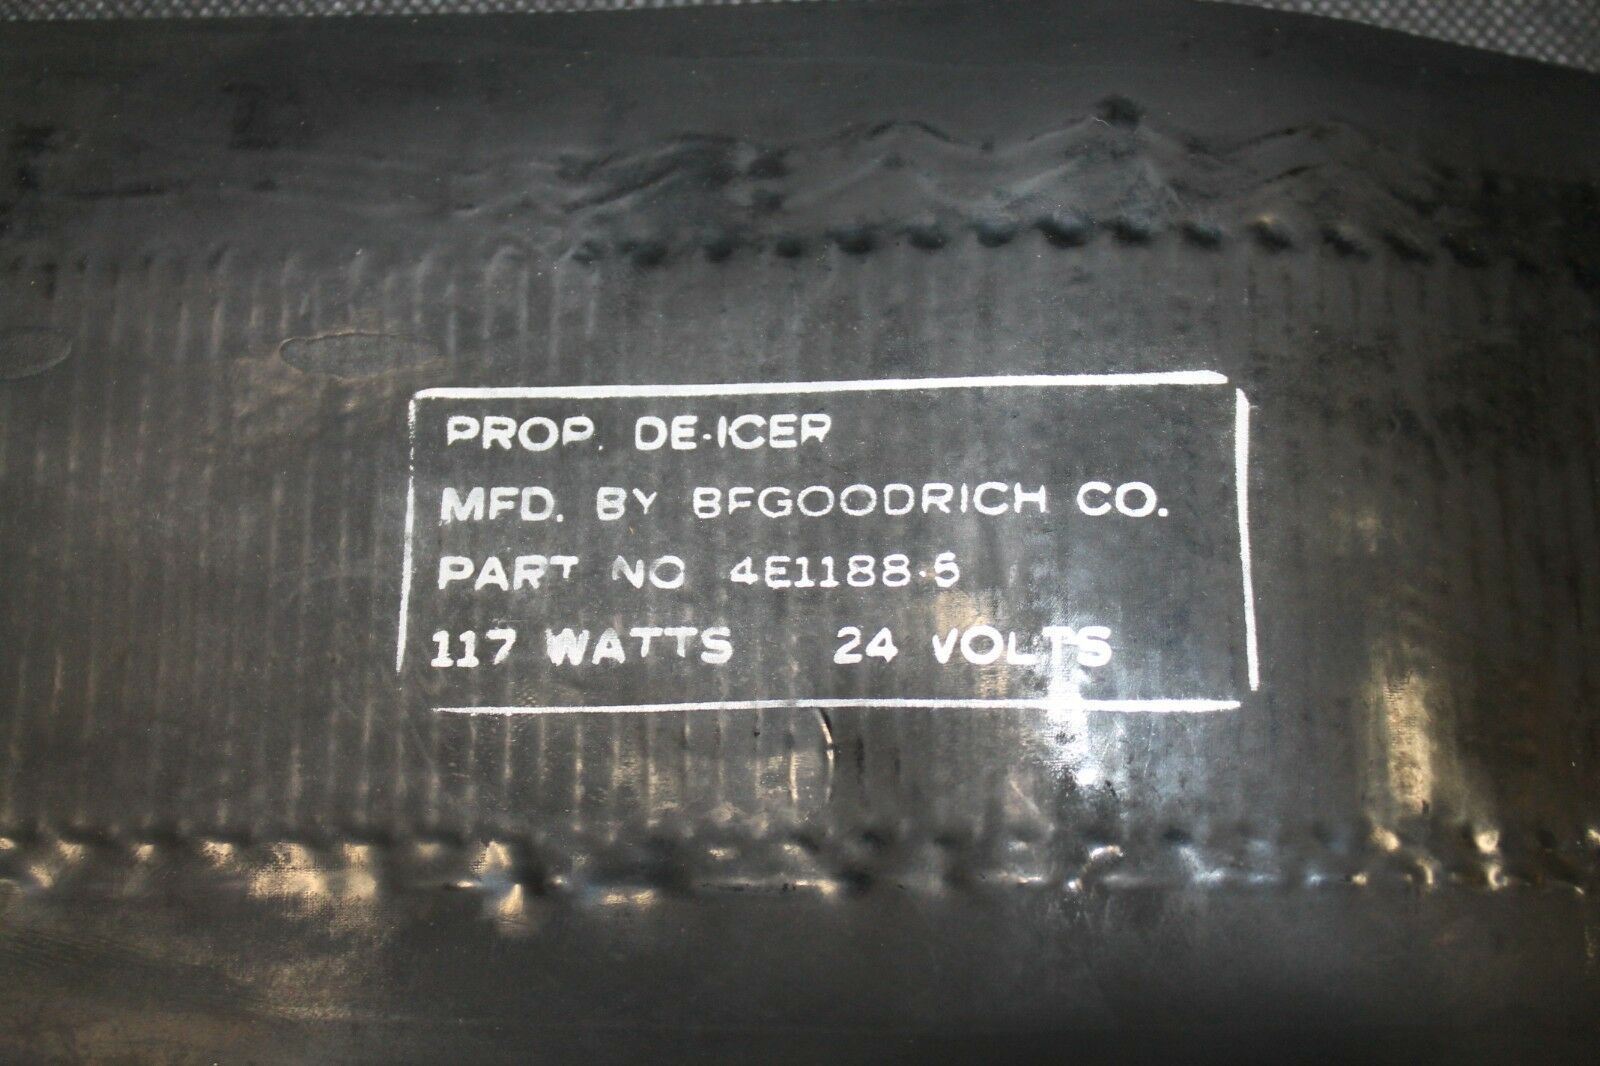 PROP. DE-ICER
MFD. BY BFGOODRICH CO.
PART NO 4E1188-5
117 WATTS 24 VOLTS